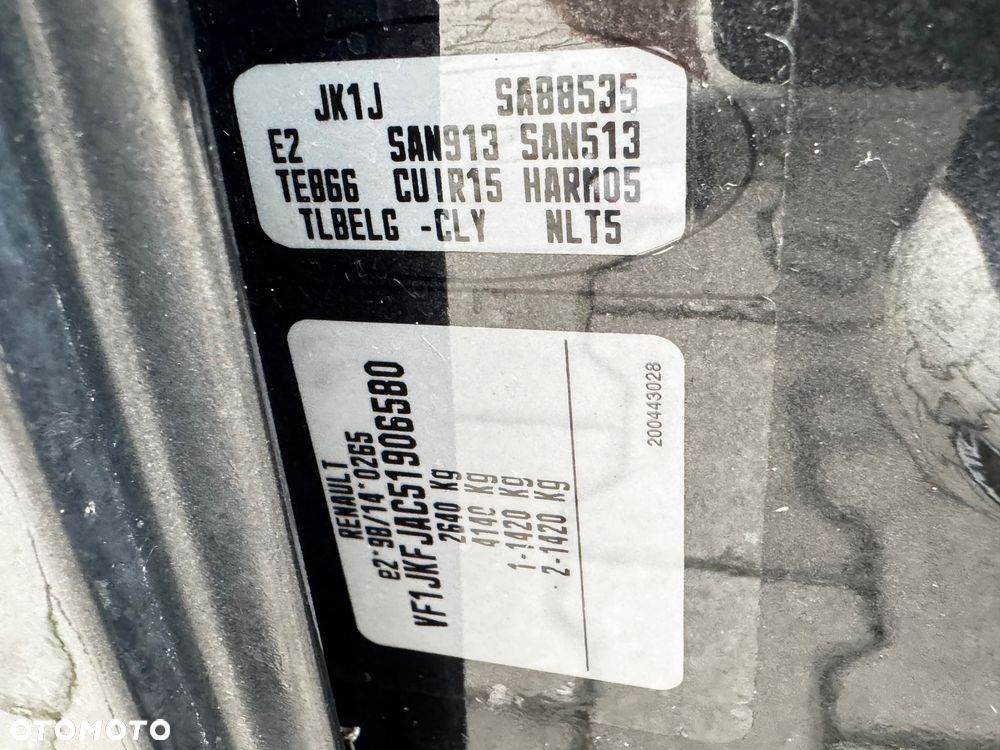 JK1J SA88535
E2 SAN913 SAN513
TEB66 CUIR15 HARM05
TLBELG -CLY NLT5
RENAULT
e2*98/14*0265
VF1JKFJAC51906580
2640 Kg
4140 Kg
1-1420 Kg
2-1420 Kg
200443028
OTOMOTO